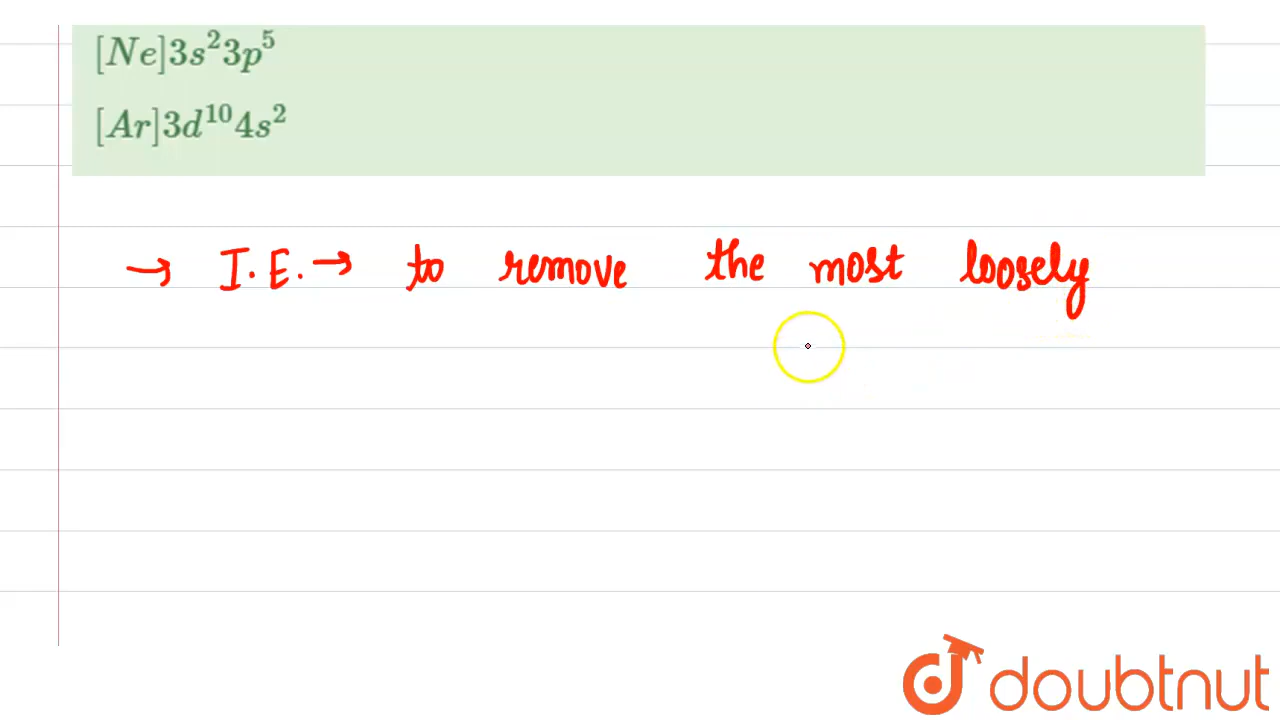 [Ne]3s²3p⁵
[Ar]3d¹⁰4s²
→ I.E. → to remove the most loosely
doubtnut